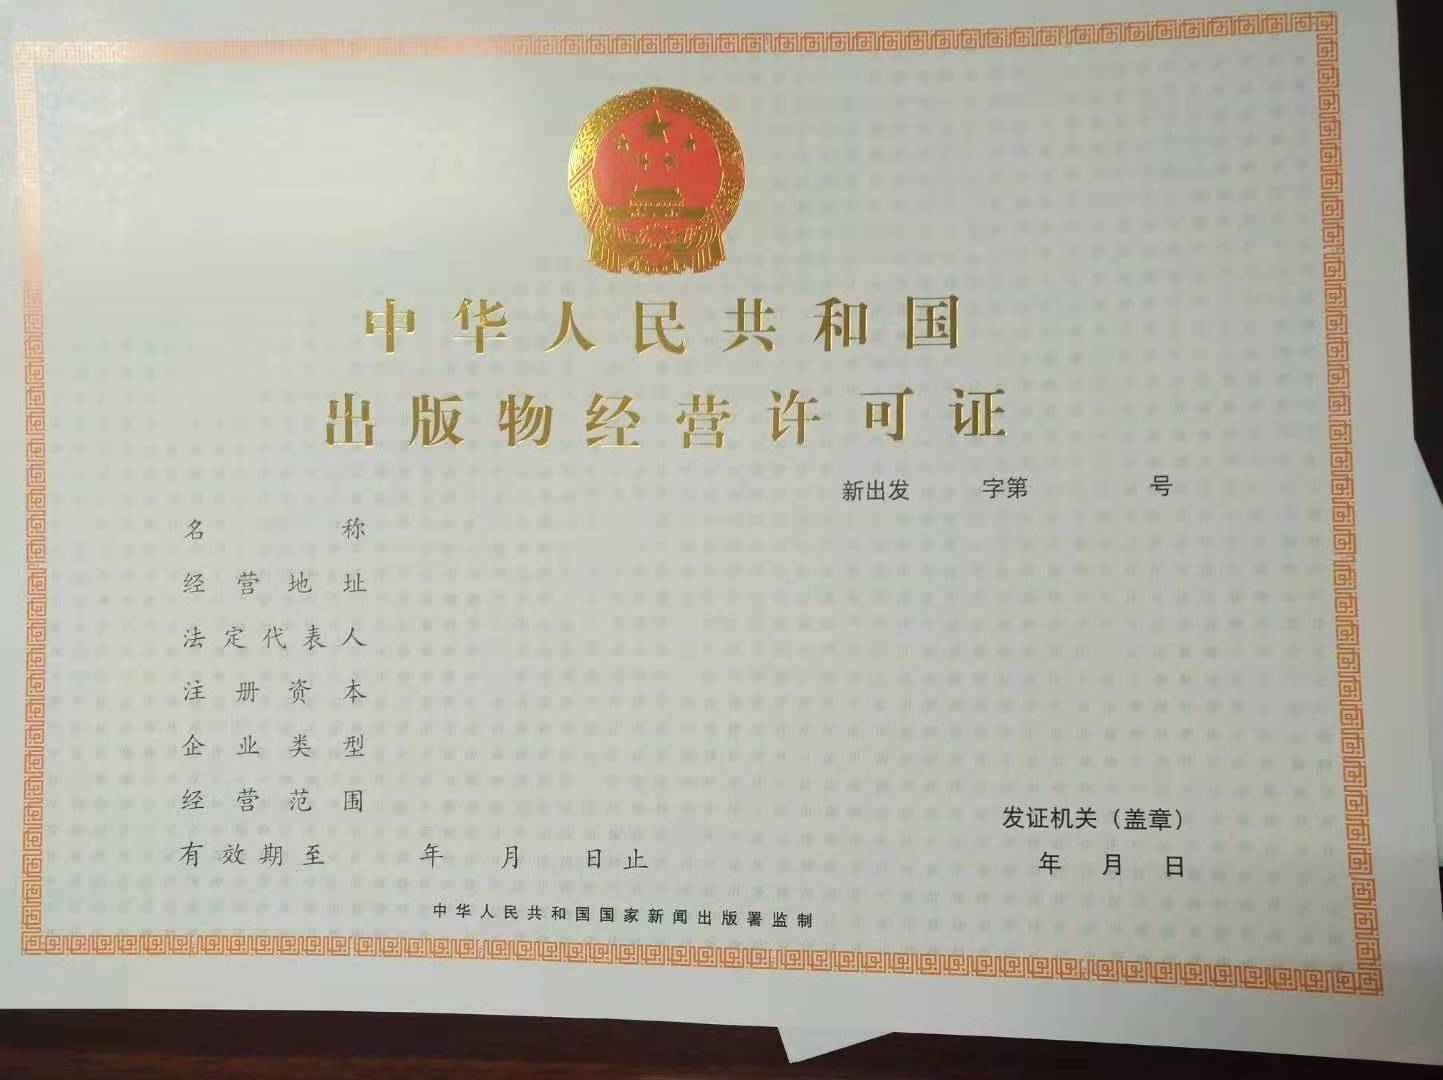 中华人民共和国
出版物经营许可证
新出发 字第 号
名称
经营地址
法定代表人
注册资本
企业类型
经营范围
发证机关（盖章）
有效期至 年 月 日止
年 月 日
中华人民共和国国家新闻出版署监制